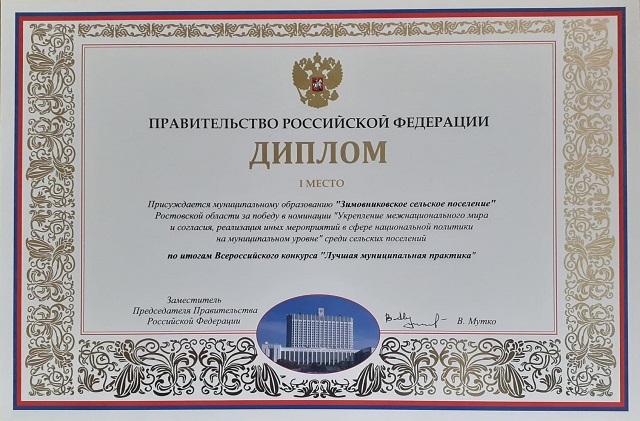 ПРАВИТЕЛЬСТВО РОССИЙСКОЙ ФЕДЕРАЦИИ
ДИПЛОМ
I МЕСТО
Присуждается муниципальному образованию "Зимовниковское сельское поселение"
Ростовской области за победу в номинации "Укрепление межнационального мира
и согласия, реализация иных мероприятий в сфере национальной политики
на муниципальном уровне" среди сельских поселений
по итогам Всероссийского конкурса "Лучшая муниципальная практика"
Заместитель
Председателя Правительства
Российской Федерации
В. Мутко